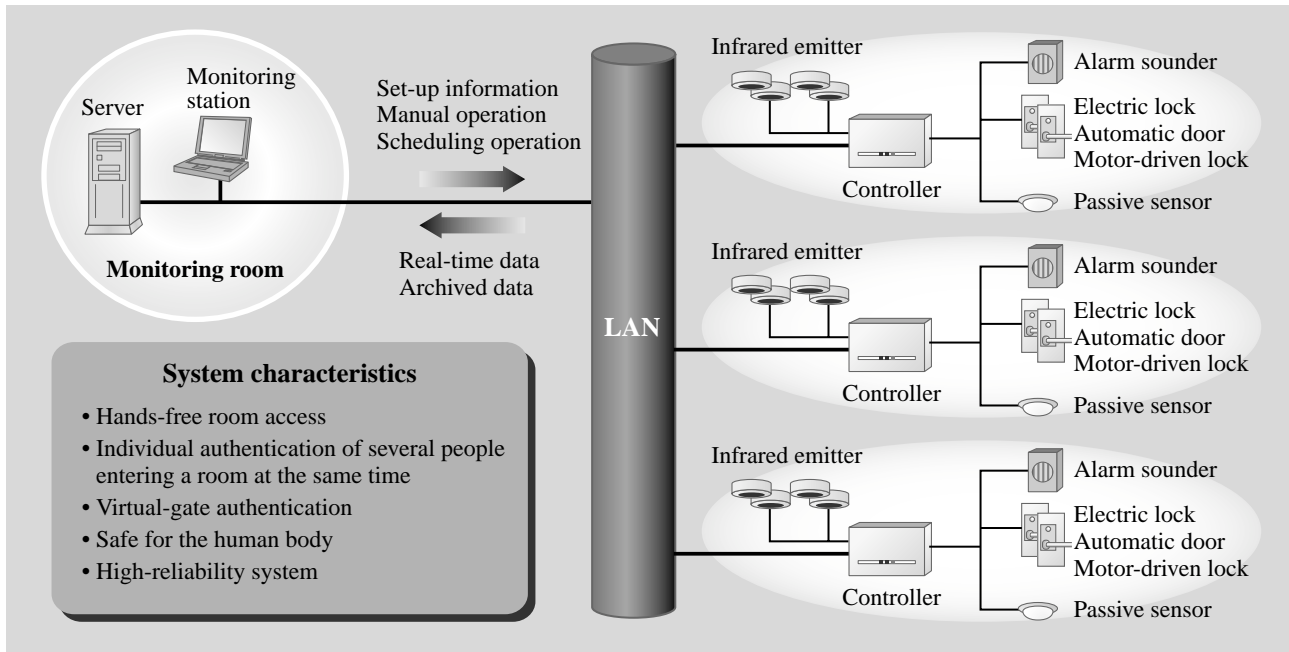 Server
Monitoring
station
Monitoring room
Set-up information
Manual operation
Scheduling operation
Real-time data
Archived data
LAN
System characteristics
• Hands-free room access
• Individual authentication of several people
entering a room at the same time
• Virtual-gate authentication
• Safe for the human body
• High-reliability system
Infrared emitter
Controller
Alarm sounder
Electric lock
Automatic door
Motor-driven lock
Passive sensor
Infrared emitter
Controller
Alarm sounder
Electric lock
Automatic door
Motor-driven lock
Passive sensor
Infrared emitter
Controller
Alarm sounder
Electric lock
Automatic door
Motor-driven lock
Passive sensor